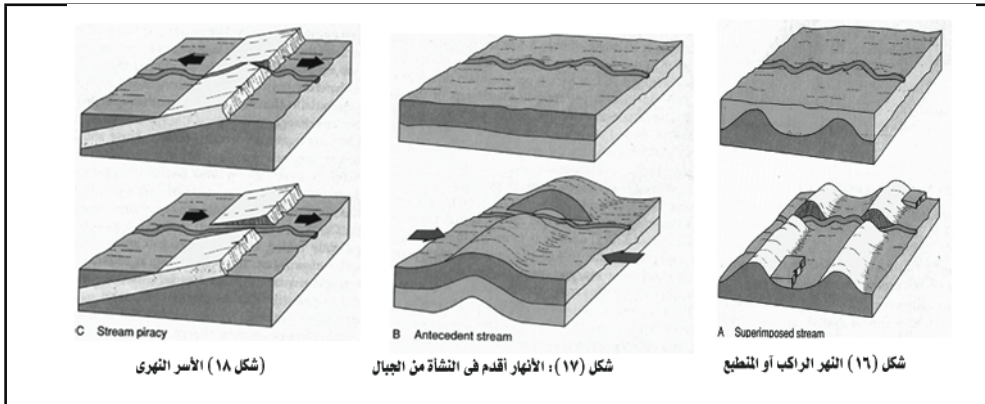 C Stream piracy
B Antecedent stream
A Superimposed stream
شكل (١٦) النهر الراكب أو المنطبع
شكل (١٧): الأنهار أقدم فى النشأة من الجبال
(شكل ١٨) الأسر النهرى